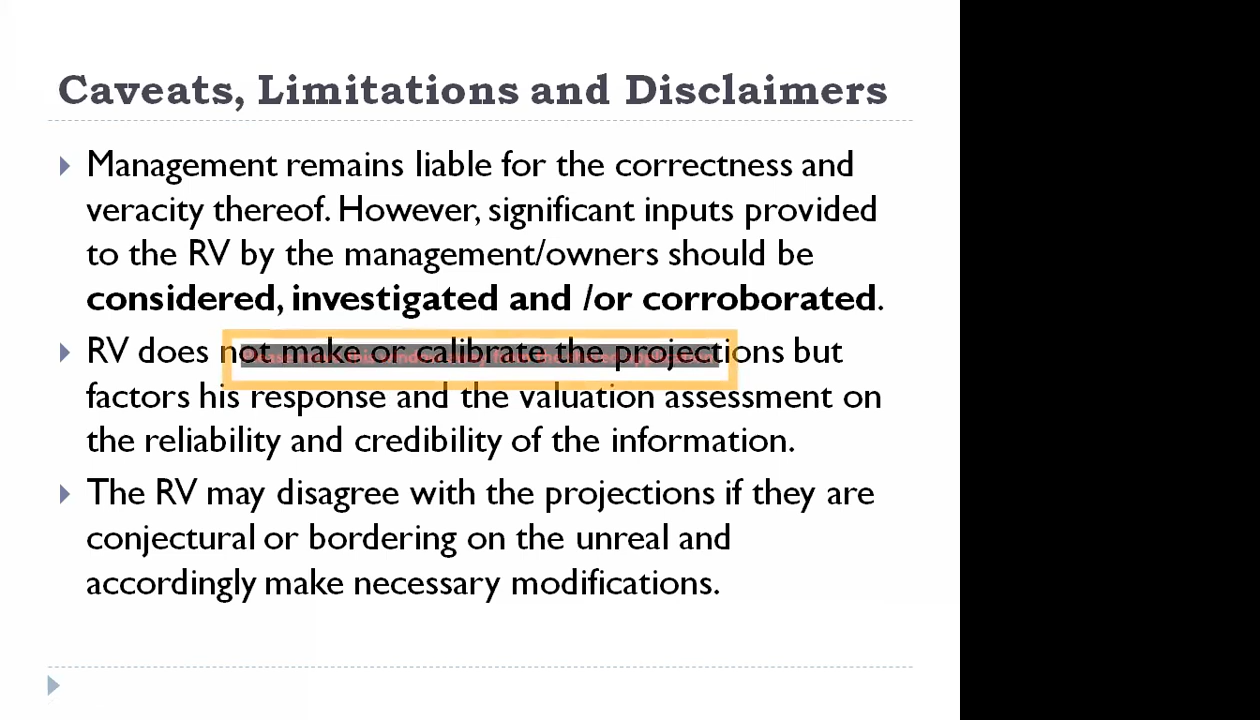 Caveats, Limitations and Disclaimers
Management remains liable for the correctness and
veracity thereof. However, significant inputs provided
to the RV by the management/owners should be
considered, investigated and /or corroborated.
RV does not make or calibrate the projections but
factors his response and the valuation assessment on
the reliability and credibility of the information.
The RV may disagree with the projections if they are
conjectural or bordering on the unreal and
accordingly make necessary modifications.